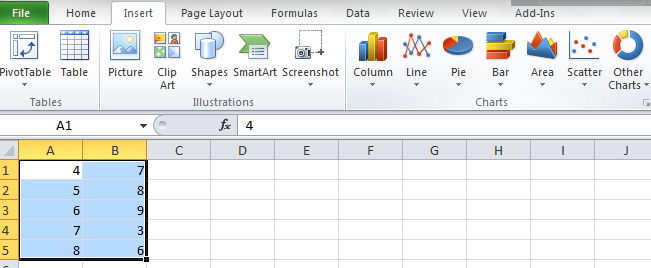 File Home Insert Page Layout Formulas Data Review View Add-Ins
PivotTable Table Picture Clip Art Shapes SmartArt Screenshot Column Line Pie Bar Area Scatter Other Charts
Tables Illustrations Charts
A1 fx 4
A B C D E F G H I J
1 4 7
2 5 8
3 6 9
4 7 3
5 8 6